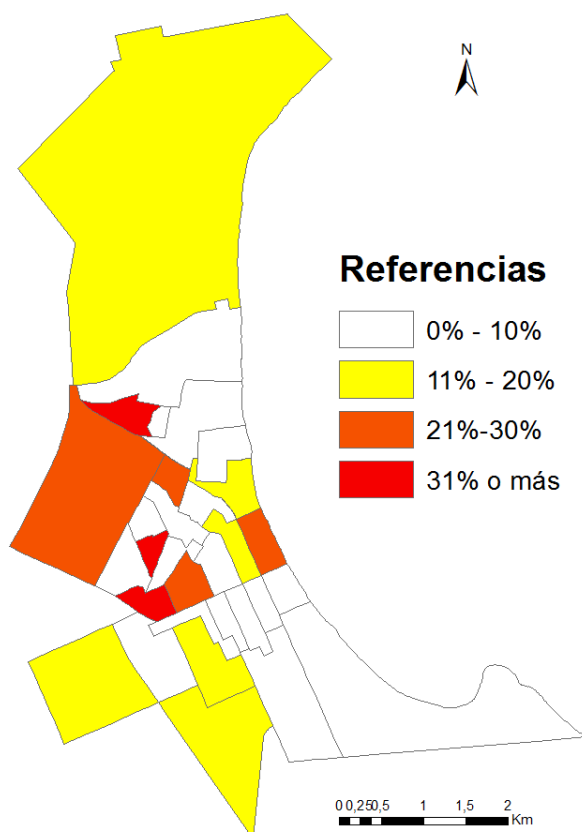 N
Referencias
0% - 10%
11% - 20%
21%-30%
31% o más
0 0,25 0,5 1 1,5 2
Km